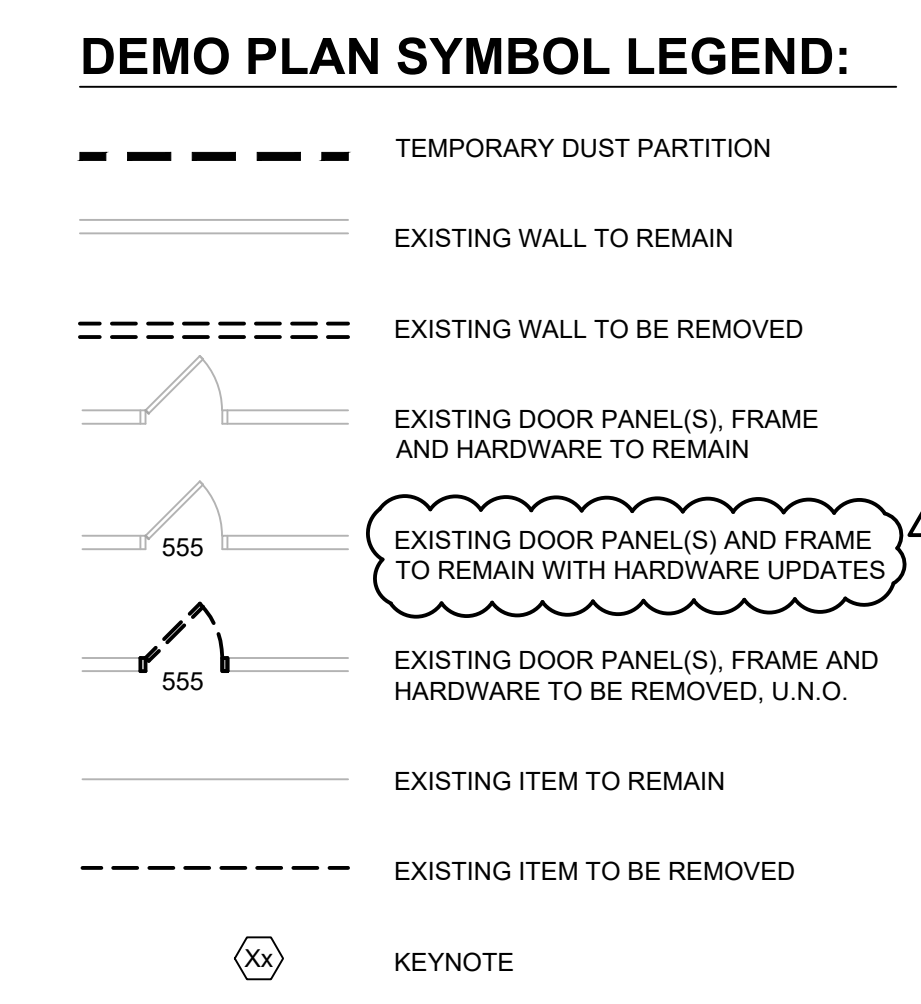 DEMO PLAN SYMBOL LEGEND:
TEMPORARY DUST PARTITION
EXISTING WALL TO REMAIN
EXISTING WALL TO BE REMOVED
EXISTING DOOR PANEL(S), FRAME
AND HARDWARE TO REMAIN
555
EXISTING DOOR PANEL(S) AND FRAME
TO REMAIN WITH HARDWARE UPDATES
555
EXISTING DOOR PANEL(S), FRAME AND
HARDWARE TO BE REMOVED, U.N.O.
EXISTING ITEM TO REMAIN
EXISTING ITEM TO BE REMOVED
Xx KEYNOTE